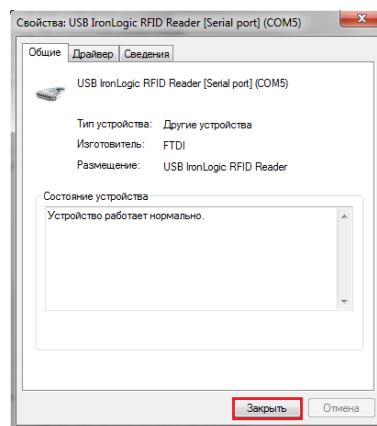 Свойства: USB IronLogic RFID Reader [Serial port] (COM5)
Общие Драйвер Сведения
USB IronLogic RFID Reader [Serial port] (COM5)
Тип устройства: Другие устройства
Изготовитель: FTDI
Размещение: USB IronLogic RFID Reader
Состояние устройства
Устройство работает нормально.
Закрыть Отмена